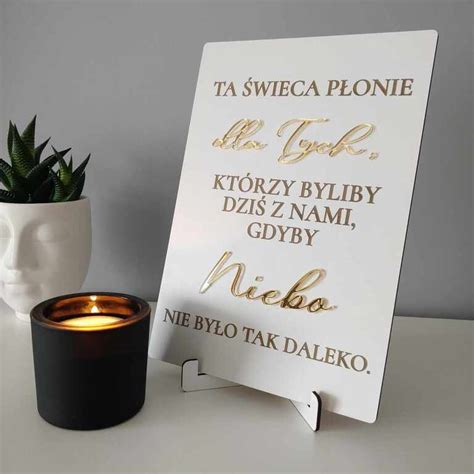 TA ŚWIECA PŁONIE
dla Tych,
KTÓRZY BYLIBY
DZIŚ Z NAMI,
GDYBY
Niebo
NIE BYŁO TAK DALEKO.